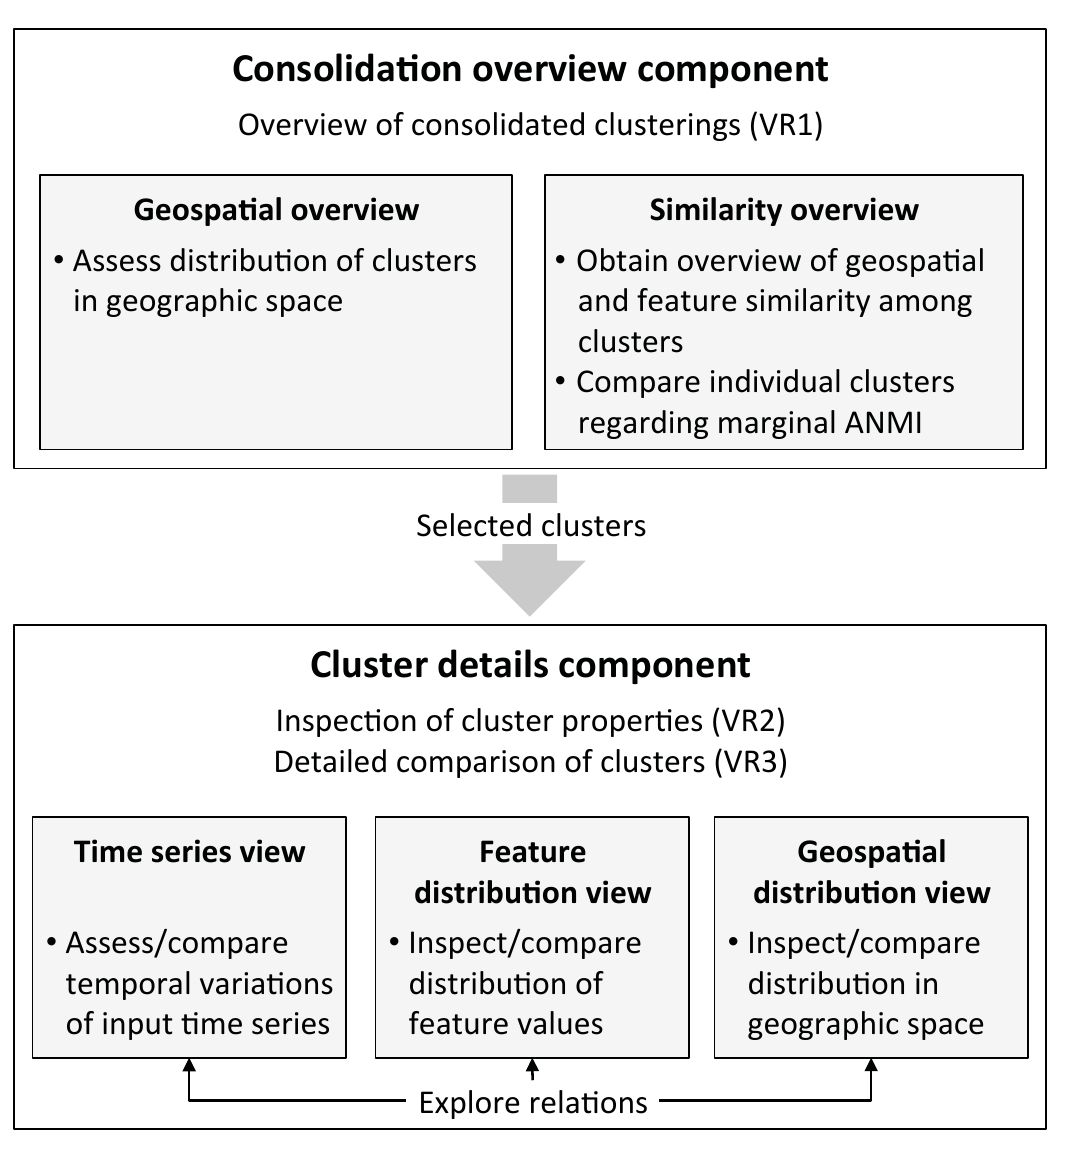 Consolidation overview component
Overview of consolidated clusterings (VR1)
Geospatial overview
• Assess distribution of clusters
in geographic space
Similarity overview
• Obtain overview of geospatial
and feature similarity among
clusters
• Compare individual clusters
regarding marginal ANMI
Selected clusters
Cluster details component
Inspection of cluster properties (VR2)
Detailed comparison of clusters (VR3)
Time series view
• Assess/compare
temporal variations
of input time series
Feature
distribution view
• Inspect/compare
distribution of
feature values
Geospatial
distribution view
• Inspect/compare
distribution in
geographic space
Explore relations